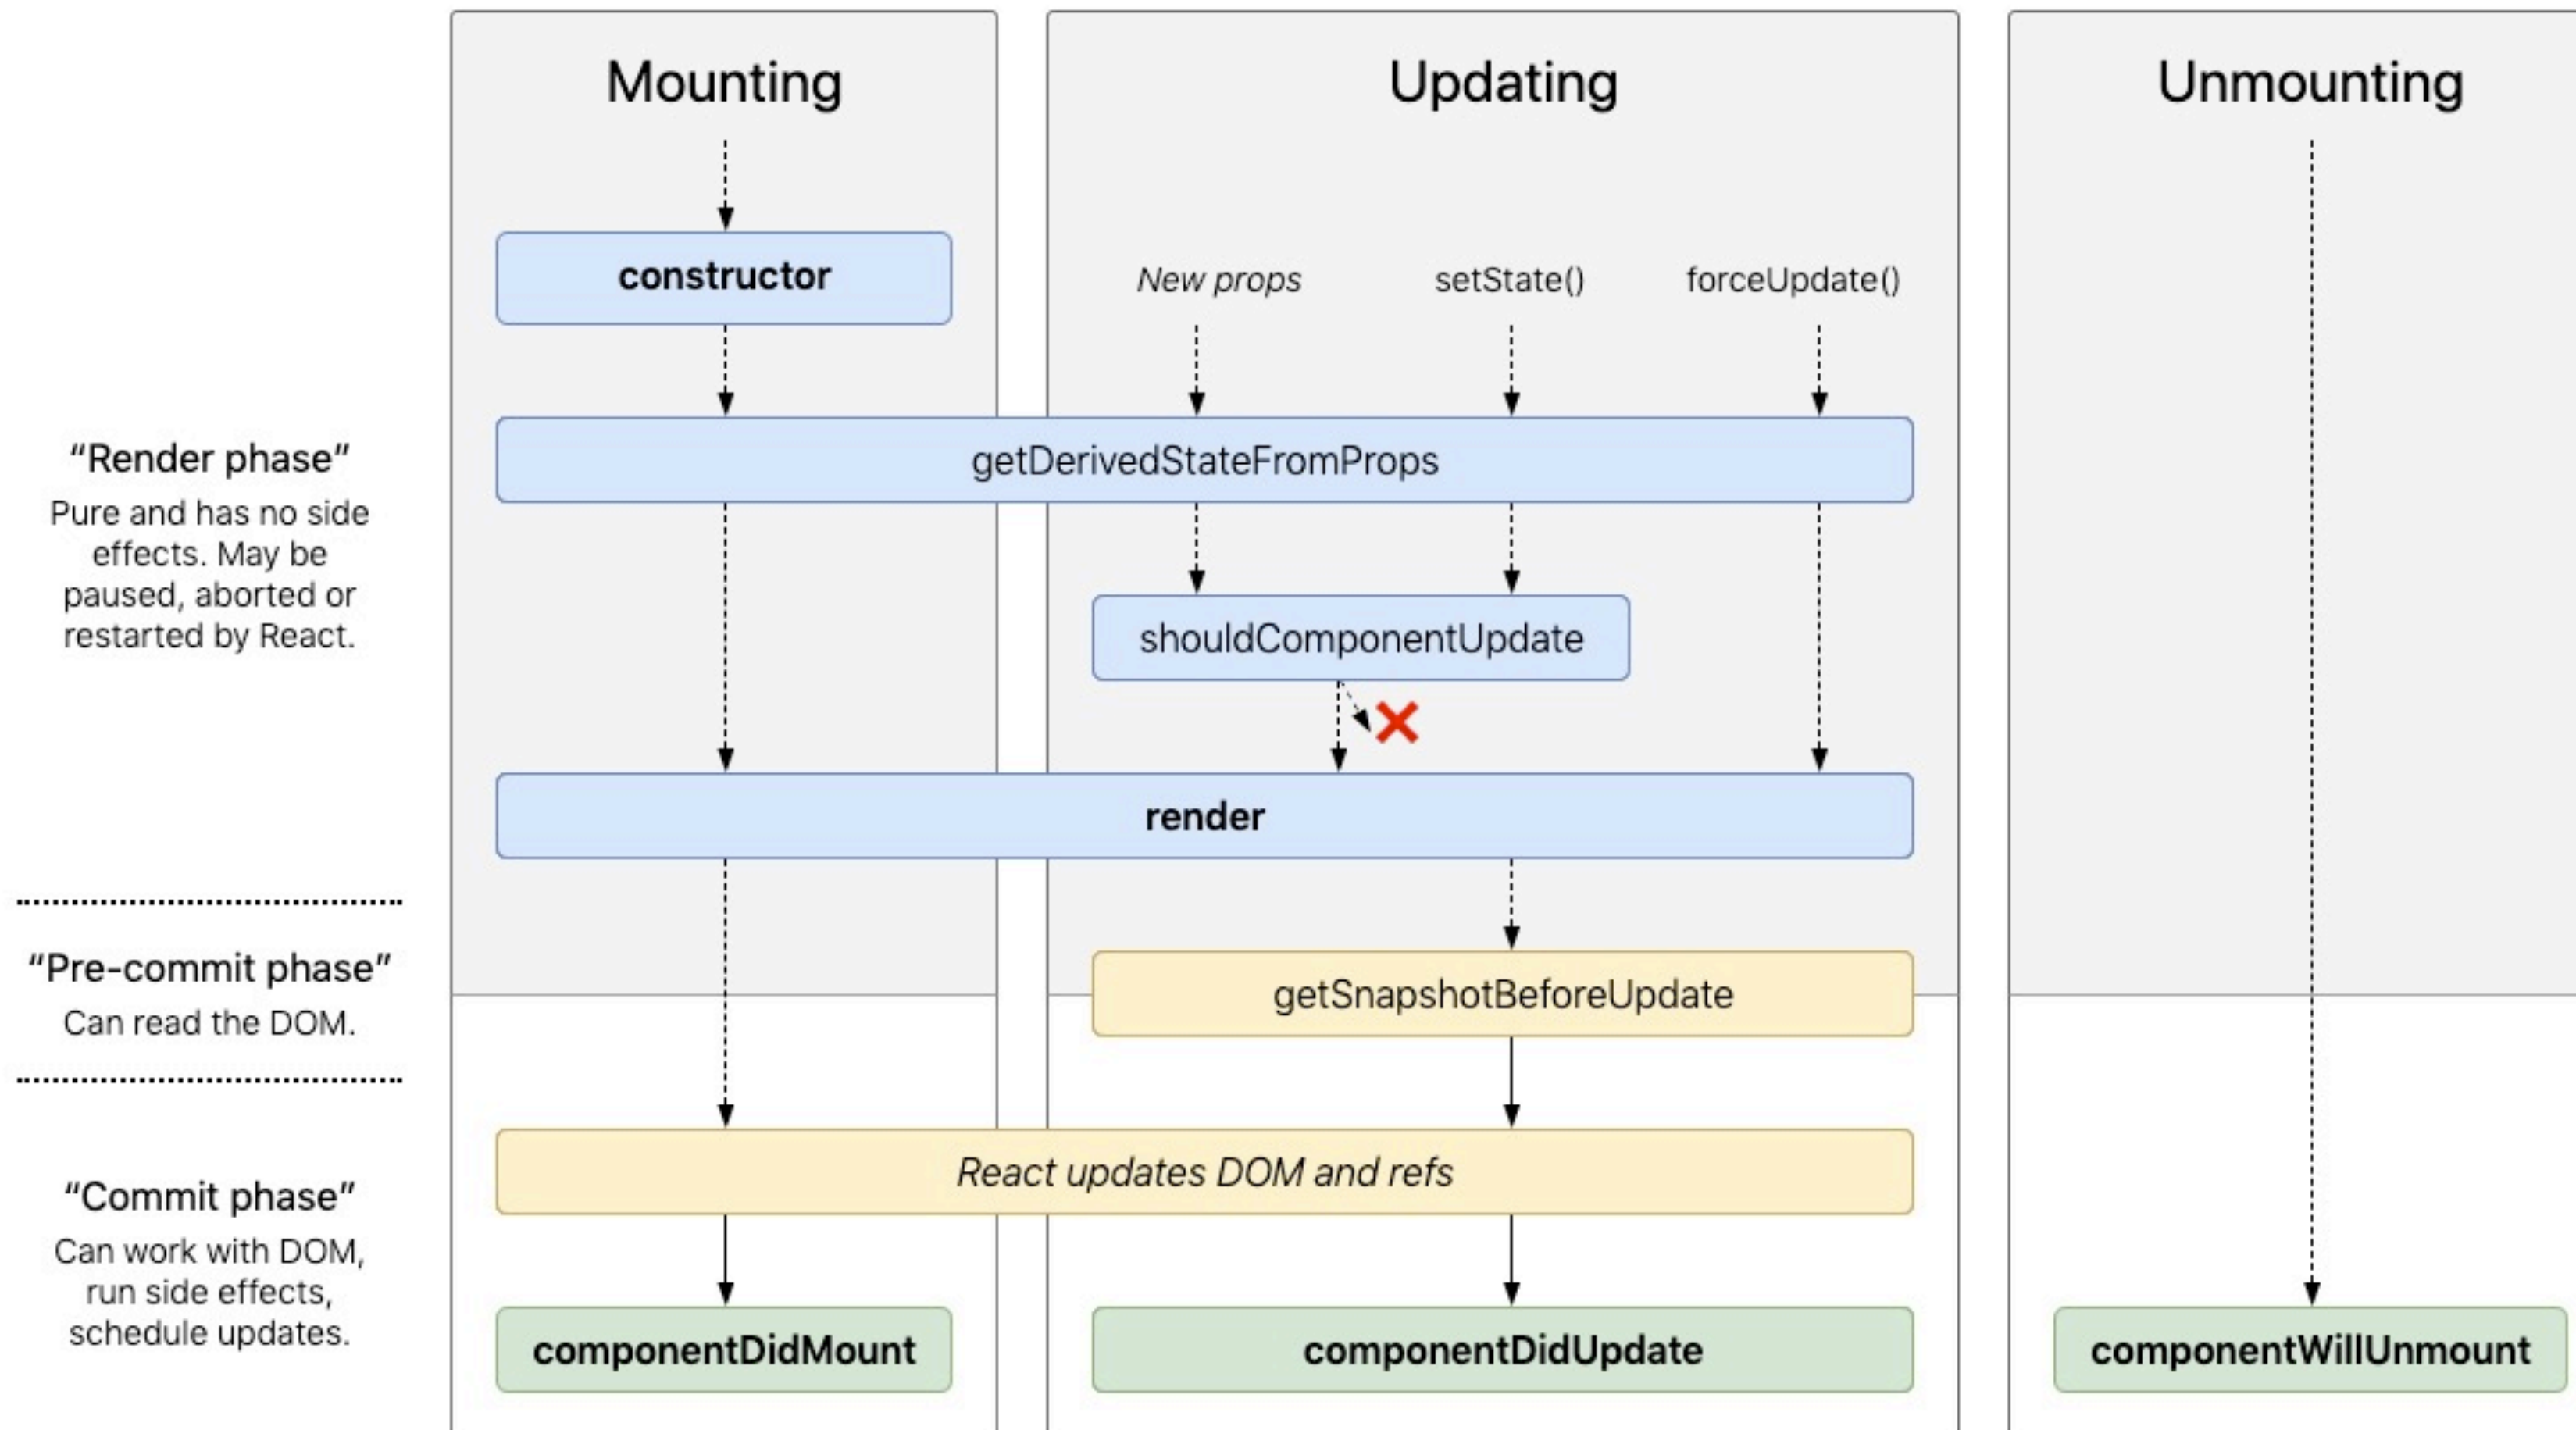 Mounting
Updating
Unmounting
constructor
New props
setState()
forceUpdate()
“Render phase”
Pure and has no side
effects. May be
paused, aborted or
restarted by React.
getDerivedStateFromProps
shouldComponentUpdate
render
“Pre-commit phase”
Can read the DOM.
getSnapshotBeforeUpdate
“Commit phase”
Can work with DOM,
run side effects,
schedule updates.
React updates DOM and refs
componentDidMount
componentDidUpdate
componentWillUnmount